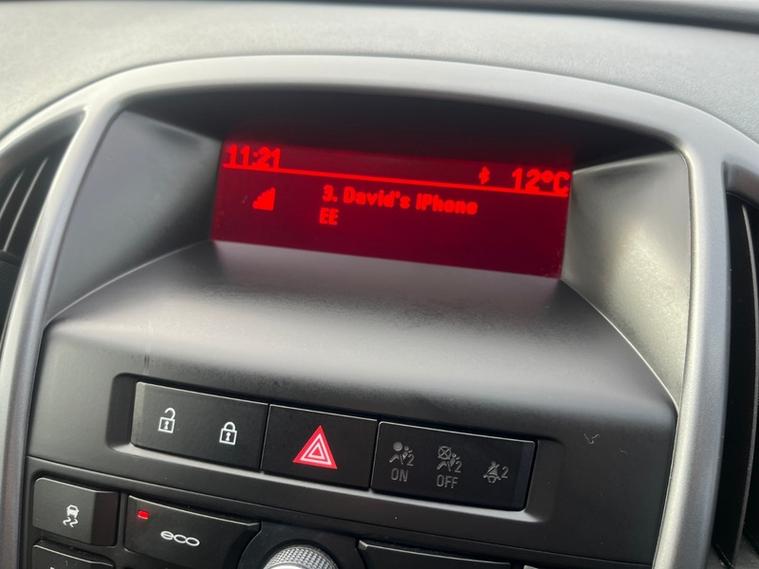 11:21 12°C
3. David's iPhone
EE
2 ON 2 OFF 2
eco